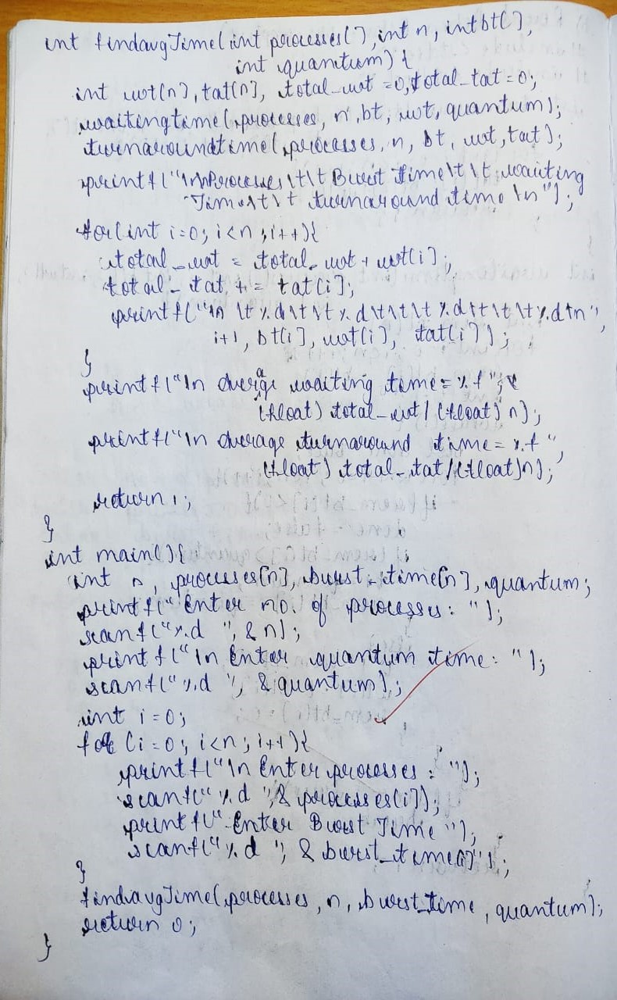 int findavgTime(int processes[], int n, int bt[],
int quantum) {
int wt[n], tat[n], total_wt = 0, total_tat = 0;
waitingtime(processes, n, bt, wt, quantum);
turnaroundtime(processes, n, bt, wt, tat);
printf("\n\nProcesses\t\t Burst time\t\t waiting
Time\t\t turnaround time \n");
for(int i=0; i<n; i++){
total_wt = total_wt + wt[i];
total_tat += tat[i];
printf("\n \t %d\t\t\t %d\t\t\t\t %d\t\t\t\t%d\n",
i+1, bt[i], wt[i], tat[i]);
}
printf("\n Average waiting time = %f",
(float) total_wt / (float) n);
printf("\n Average turnaround time = %f",
(float) total_tat/(float)n);
return 1;
}
int main(){
int n, processes[n], burst_time[n], quantum;
printf("Enter no. of processes: ");
scanf("%d ", &n);
printf("\n Enter quantum time: ");
scanf(" %d ", &quantum);
int i=0;
for (i=0; i<n; i++){
printf("\n Enter processes : ");
scanf(" %d ", & processes[i]);
printf(" Enter Burst Time ");
scanf("%d ", & burst_time[i]);
}
findavgTime(processes, n, burst_time, quantum);
return 0;
}